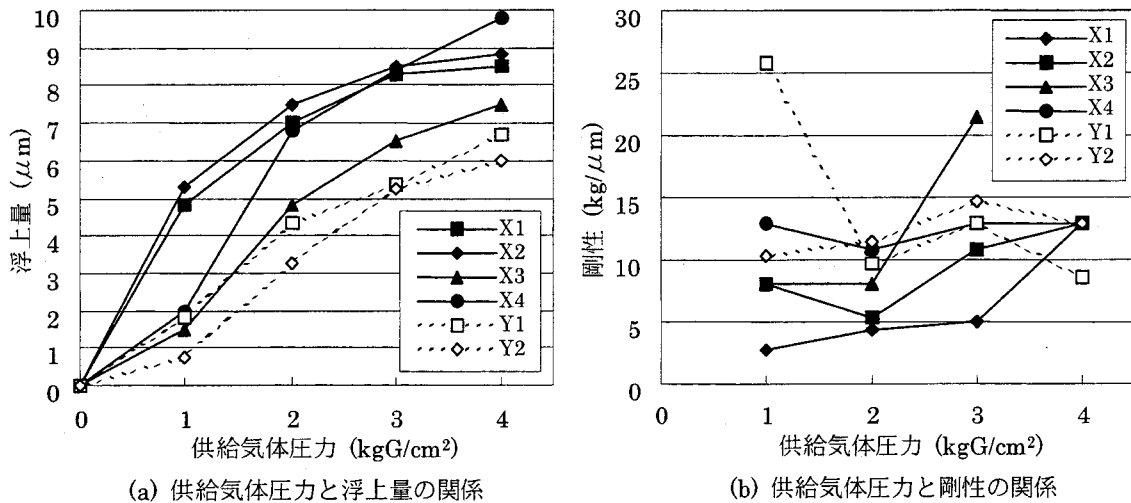 10
9
8
7
6
5
4
3
2
1
0
浮上量 (μm)
X1
X2
X3
X4
Y1
Y2
0 1 2 3 4
供給気体圧力 (kgG/cm²)
(a) 供給気体圧力と浮上量の関係
30
25
20
15
10
5
0
剛性 (kg/μm)
X1
X2
X3
X4
Y1
Y2
0 1 2 3 4
供給気体圧力 (kgG/cm²)
(b) 供給気体圧力と剛性の関係